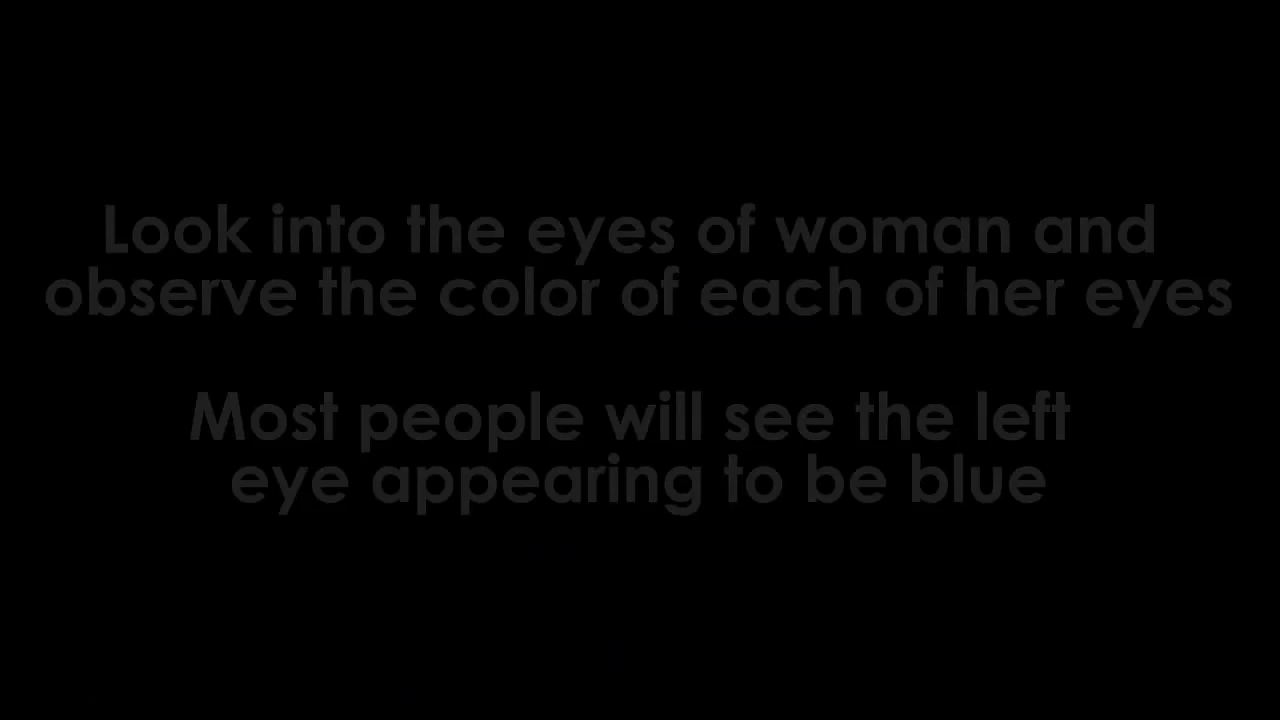 Look into the eyes of woman and
observe the color of each of her eyes
Most people will see the left
eye appearing to be blue